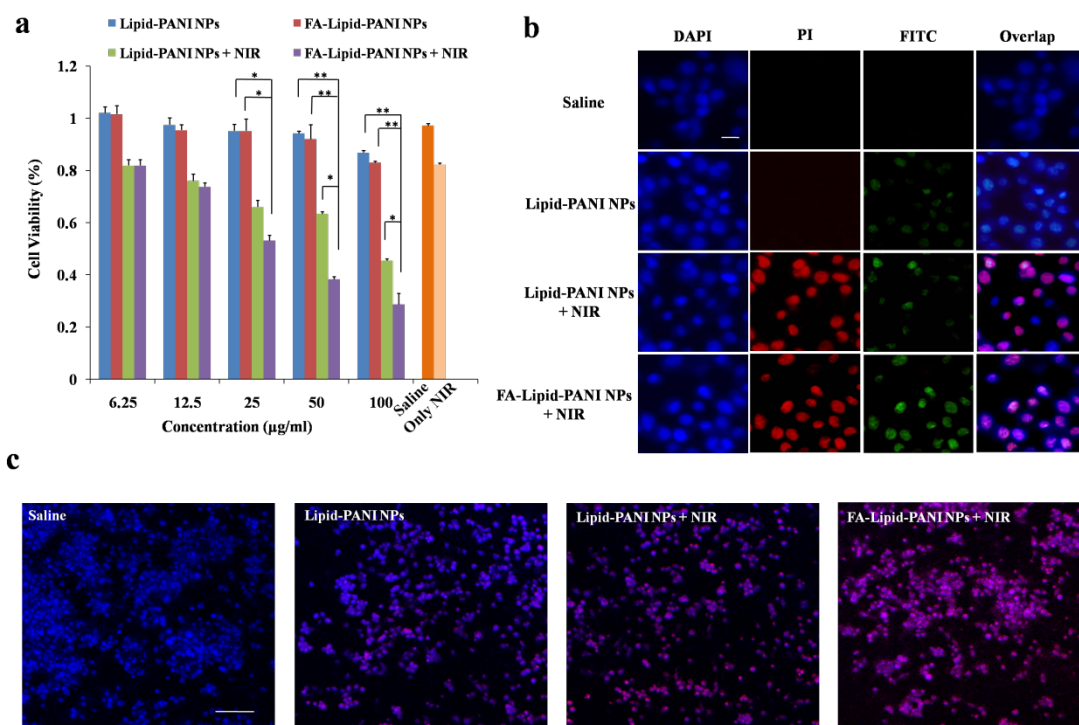 a
Lipid-PANI NPs
FA-Lipid-PANI NPs
Lipid-PANI NPs + NIR
FA-Lipid-PANI NPs + NIR
1.2
1
0.8
0.6
0.4
0.2
0
Cell Viability (%)
* * ** ** * ** ** *
6.25 12.5 25 50 100 Saline Only NIR
Concentration (µg/ml)
b
DAPI PI FITC Overlap
Saline
Lipid-PANI NPs
Lipid-PANI NPs
+ NIR
FA-Lipid-PANI NPs
+ NIR
c
Saline
Lipid-PANI NPs
Lipid-PANI NPs + NIR
FA-Lipid-PANI NPs + NIR